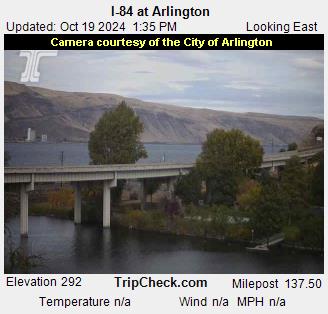 I-84 at Arlington
Updated: Oct 19 2024 1:35 PM Looking East
Camera courtesy of the City of Arlington
Elevation 292 TripCheck.com Milepost 137.50
Temperature n/a Wind n/a MPH n/a